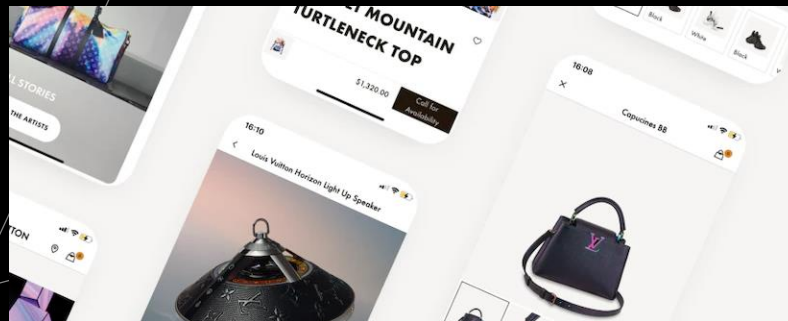 LL STORIES
THE ARTISTS
MOUNTAIN
TURTLENECK TOP
$1,320.00
Call for
Availability
Black
White
Black
16:08
Capucines BB
16:10
Louis Vuitton Horizon Light Up Speaker
TON